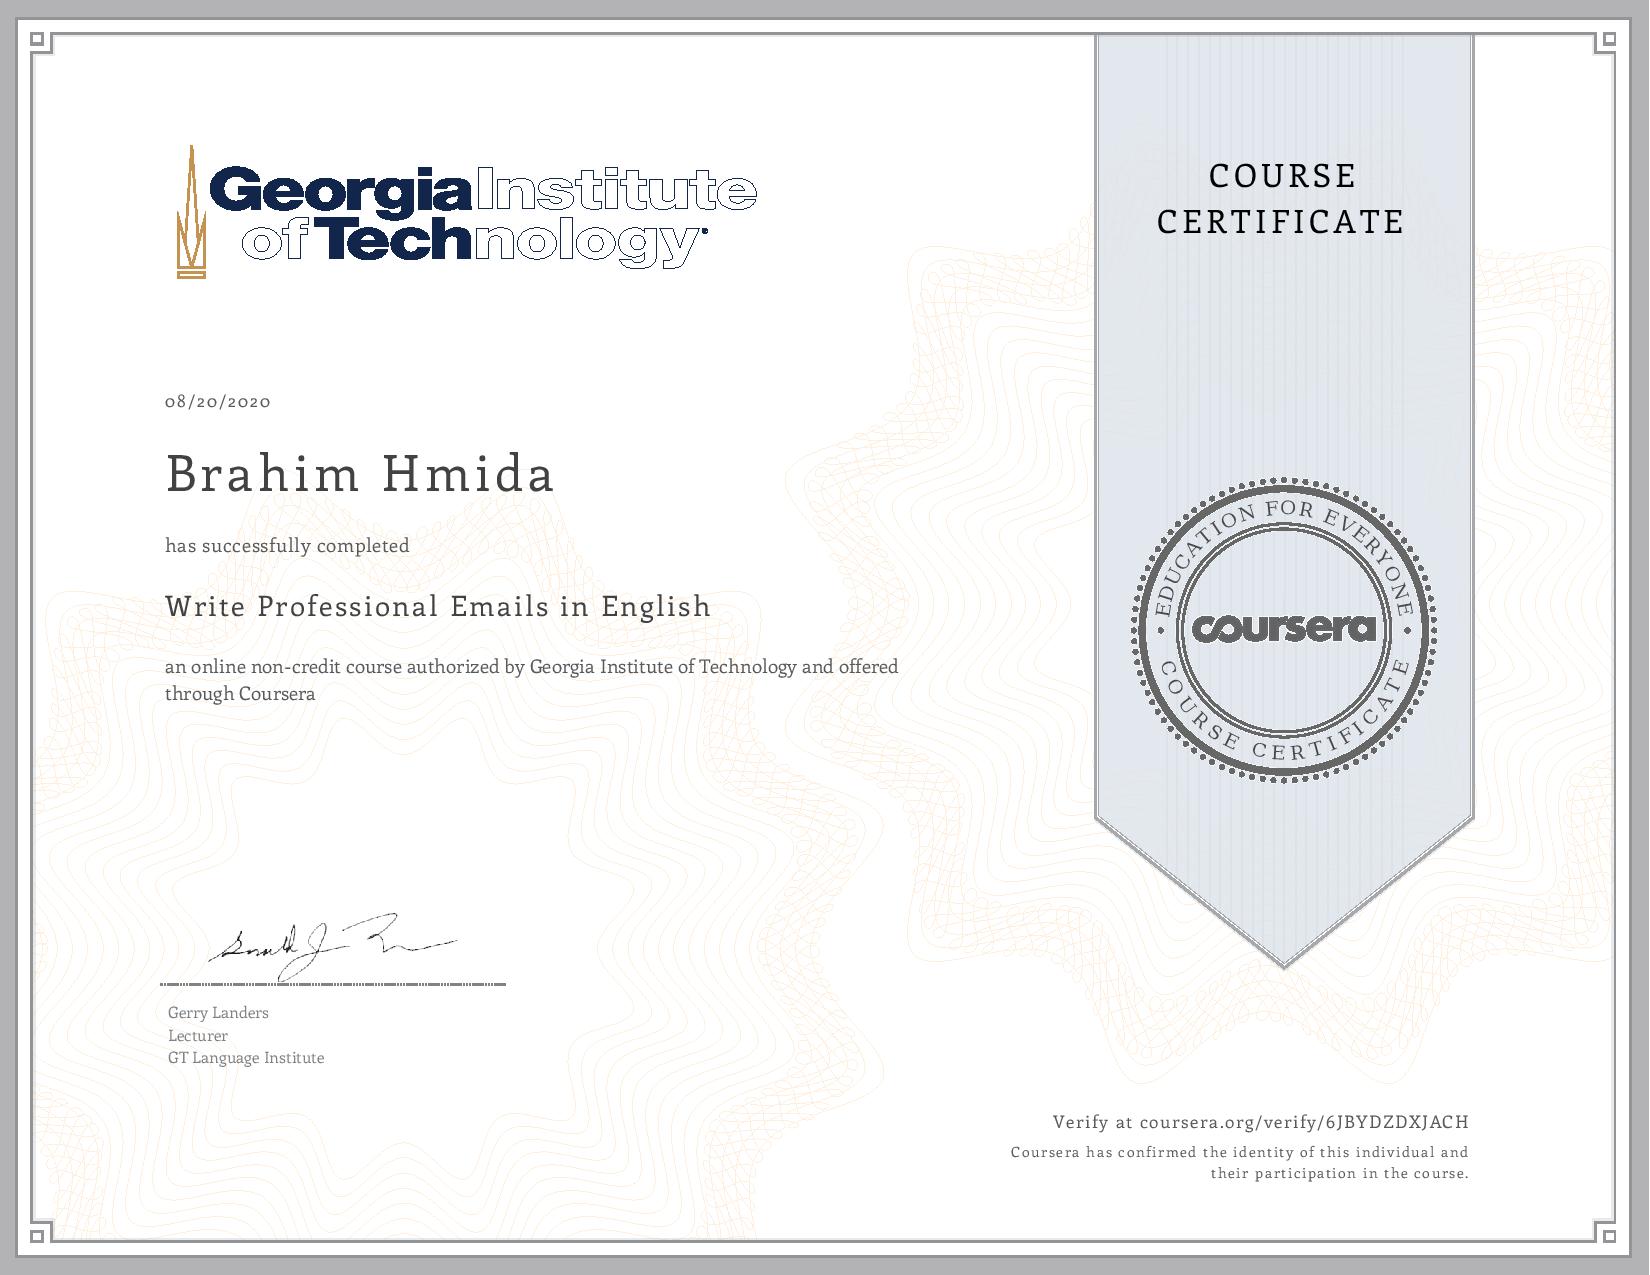 Georgia Institute
of Technology
COURSE
CERTIFICATE
08/20/2020
Brahim Hmida
has successfully completed
Write Professional Emails in English
an online non-credit course authorized by Georgia Institute of Technology and offered
through Coursera
EDUCATION FOR EVERYONE
coursera
COURSE CERTIFICATE
Gerry Landers
Lecturer
GT Language Institute
Verify at coursera.org/verify/6JBYDZDXJACH
Coursera has confirmed the identity of this individual and
their participation in the course.